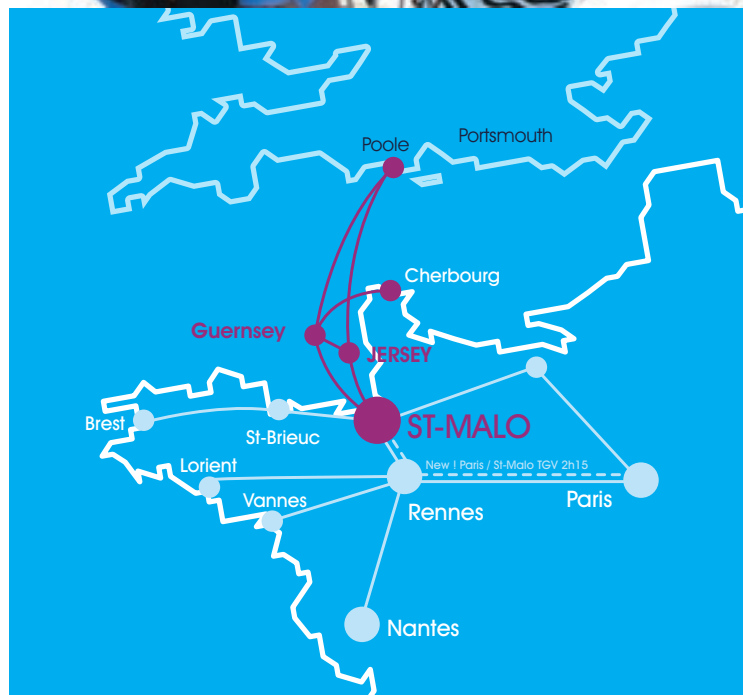 Poole
Portsmouth
Cherbourg
Guernsey
JERSEY
ST-MALO
Brest
St-Brieuc
Lorient
New ! Paris / St-Malo TGV 2h15
Vannes
Rennes
Paris
Nantes